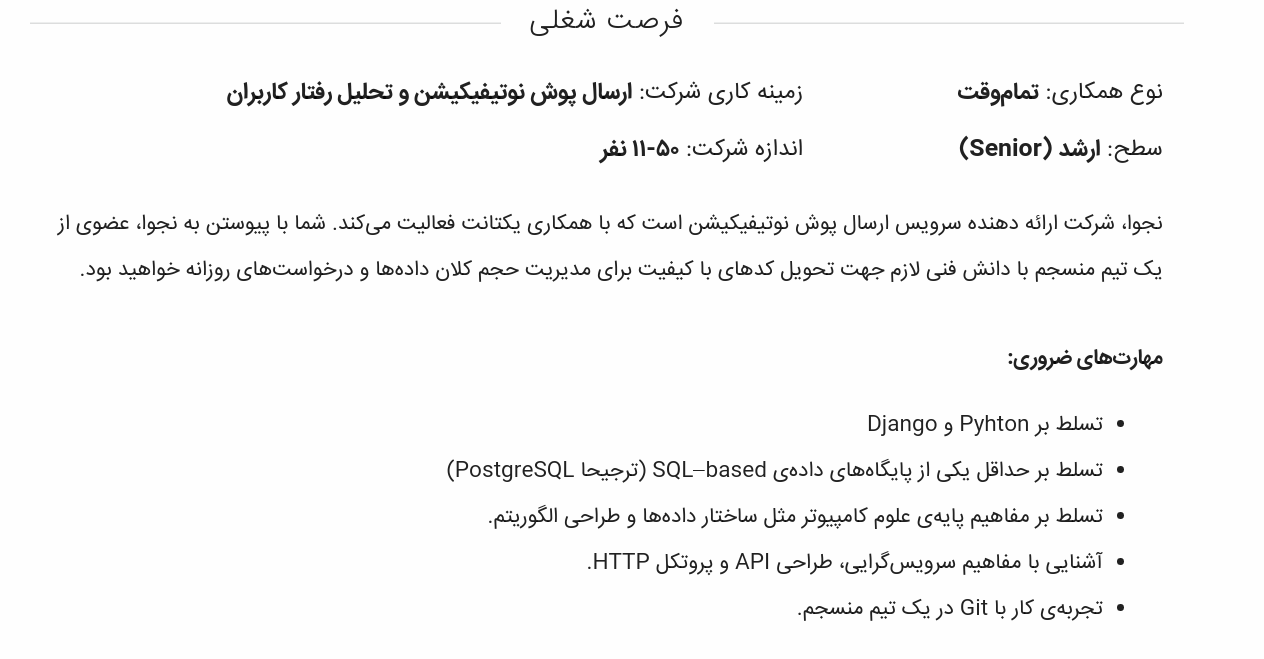 فرصت شغلی
نوع همکاری: تمام‌وقت
زمینه کاری شرکت: ارسال پوش نوتیفیکیشن و تحلیل رفتار کاربران
سطح: ارشد (Senior)
اندازه شرکت: ۱۱-۵۰ نفر
نجوا، شرکت ارائه دهنده سرویس ارسال پوش نوتیفیکیشن است که با همکاری یکتانت فعالیت می‌کند. شما با پیوستن به نجوا، عضوی از
یک تیم منسجم با دانش فنی لازم جهت تحویل کدهای با کیفیت برای مدیریت حجم کلان داده‌ها و درخواست‌های روزانه خواهید بود.
مهارت‌های ضروری:
• تسلط بر Pyhton و Django
• تسلط بر حداقل یکی از پایگاه‌های داده‌ی SQL–based (ترجیحا PostgreSQL)
• تسلط بر مفاهیم پایه‌ی علوم کامپیوتر مثل ساختار داده‌ها و طراحی الگوریتم.
• آشنایی با مفاهیم سرویس‌گرایی، طراحی API و پروتکل HTTP.
• تجربه‌ی کار با Git در یک تیم منسجم.